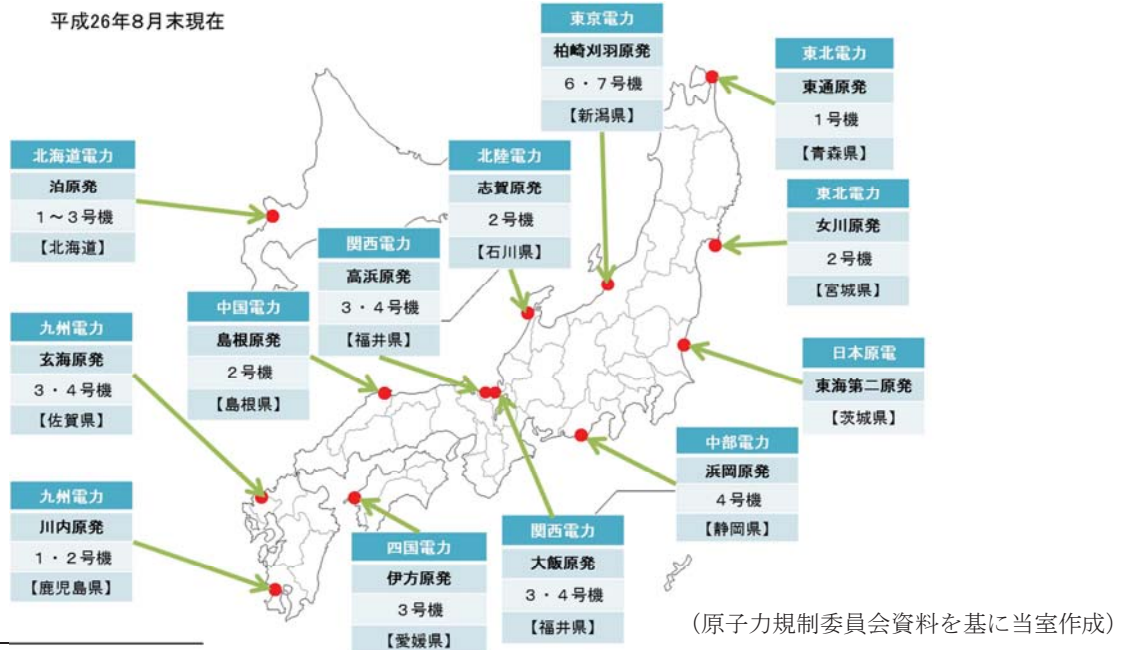 平成26年8月末現在
東京電力
柏崎刈羽原発
6・7号機
【新潟県】
東北電力
東通原発
1号機
【青森県】
北海道電力
泊原発
1～3号機
【北海道】
北陸電力
志賀原発
2号機
【石川県】
東北電力
女川原発
2号機
【宮城県】
関西電力
高浜原発
3・4号機
【福井県】
中国電力
島根原発
2号機
【島根県】
九州電力
玄海原発
3・4号機
【佐賀県】
日本原電
東海第二原発
【茨城県】
中部電力
浜岡原発
4号機
【静岡県】
九州電力
川内原発
1・2号機
【鹿児島県】
四国電力
伊方原発
3号機
【愛媛県】
関西電力
大飯原発
3・4号機
【福井県】
(原子力規制委員会資料を基に当室作成)